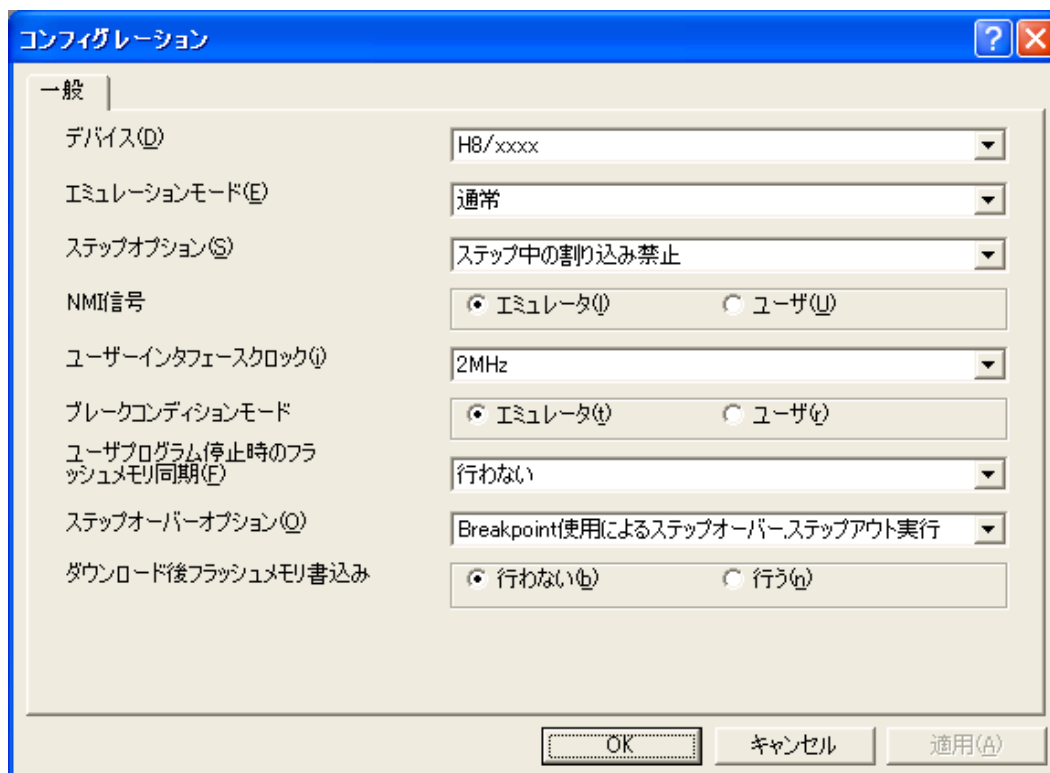 コンフィグレーション
一般
デバイス(D) H8/xxxx
エミュレーションモード(E) 通常
ステップオプション(S) ステップ中の割り込み禁止
NMI信号 エミュレータ(I) ユーザ(U)
ユーザーインタフェースクロック(i) 2MHz
ブレークコンディションモード エミュレータ(t) ユーザ(r)
ユーザプログラム停止時のフラ
ッシュメモリ同期(F) 行わない
ステップオーバーオプション(O) Breakpoint使用によるステップオーバー,ステップアウト実行
ダウンロード後フラッシュメモリ書込み 行わない(b) 行う(n)
OK キャンセル 適用(A)